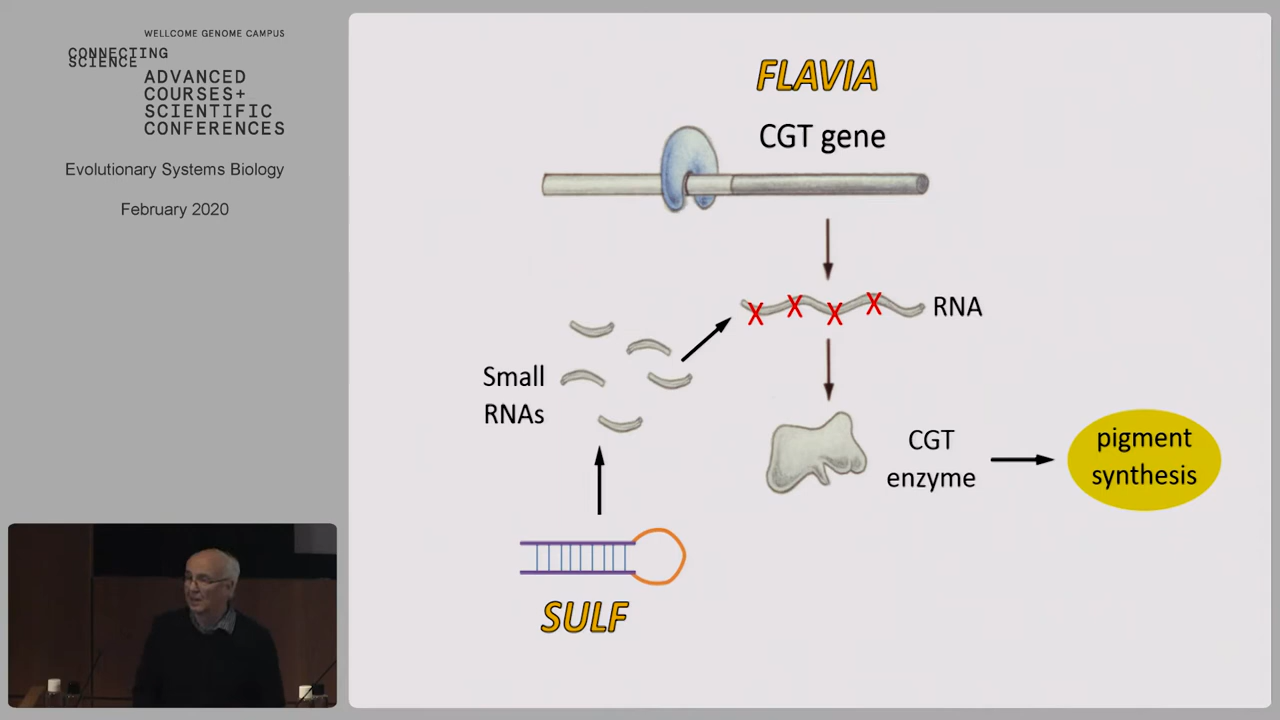 WELLCOME GENOME CAMPUS
CONNECTING
SCIENCE
ADVANCED
COURSES+
SCIENTIFIC
CONFERENCES
Evolutionary Systems Biology
February 2020
FLAVIA
CGT gene
X X X X
RNA
Small
RNAs
CGT
enzyme
pigment
synthesis
SULF